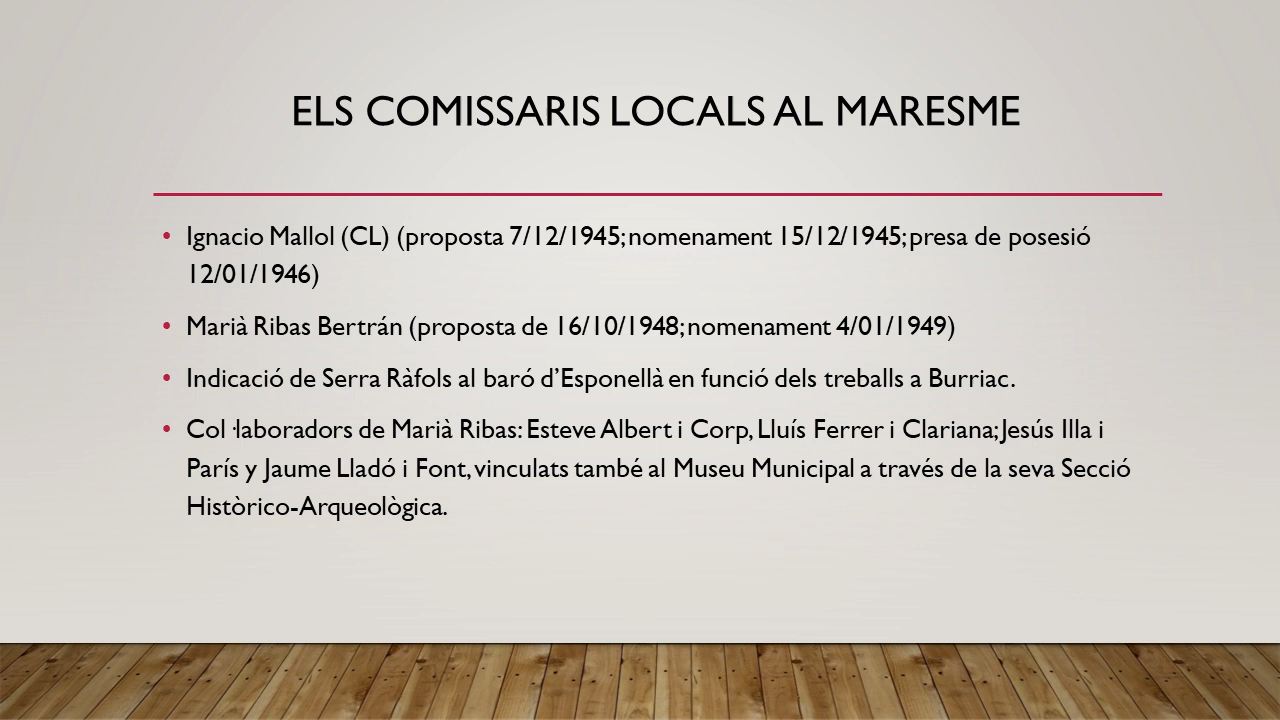 ELS COMISSARIS LOCALS AL MARESME
• Ignacio Mallol (CL) (proposta 7/12/1945; nomenament 15/12/1945; presa de posesió
12/01/1946)
• Marià Ribas Bertrán (proposta de 16/10/1948; nomenament 4/01/1949)
• Indicació de Serra Ràfols al baró d’Esponellà en funció dels treballs a Burriac.
• Col·laboradors de Marià Ribas: Esteve Albert i Corp, Lluís Ferrer i Clariana; Jesús Illa i
París y Jaume Lladó i Font, vinculats també al Museu Municipal a través de la seva Secció
Històrico-Arqueològica.